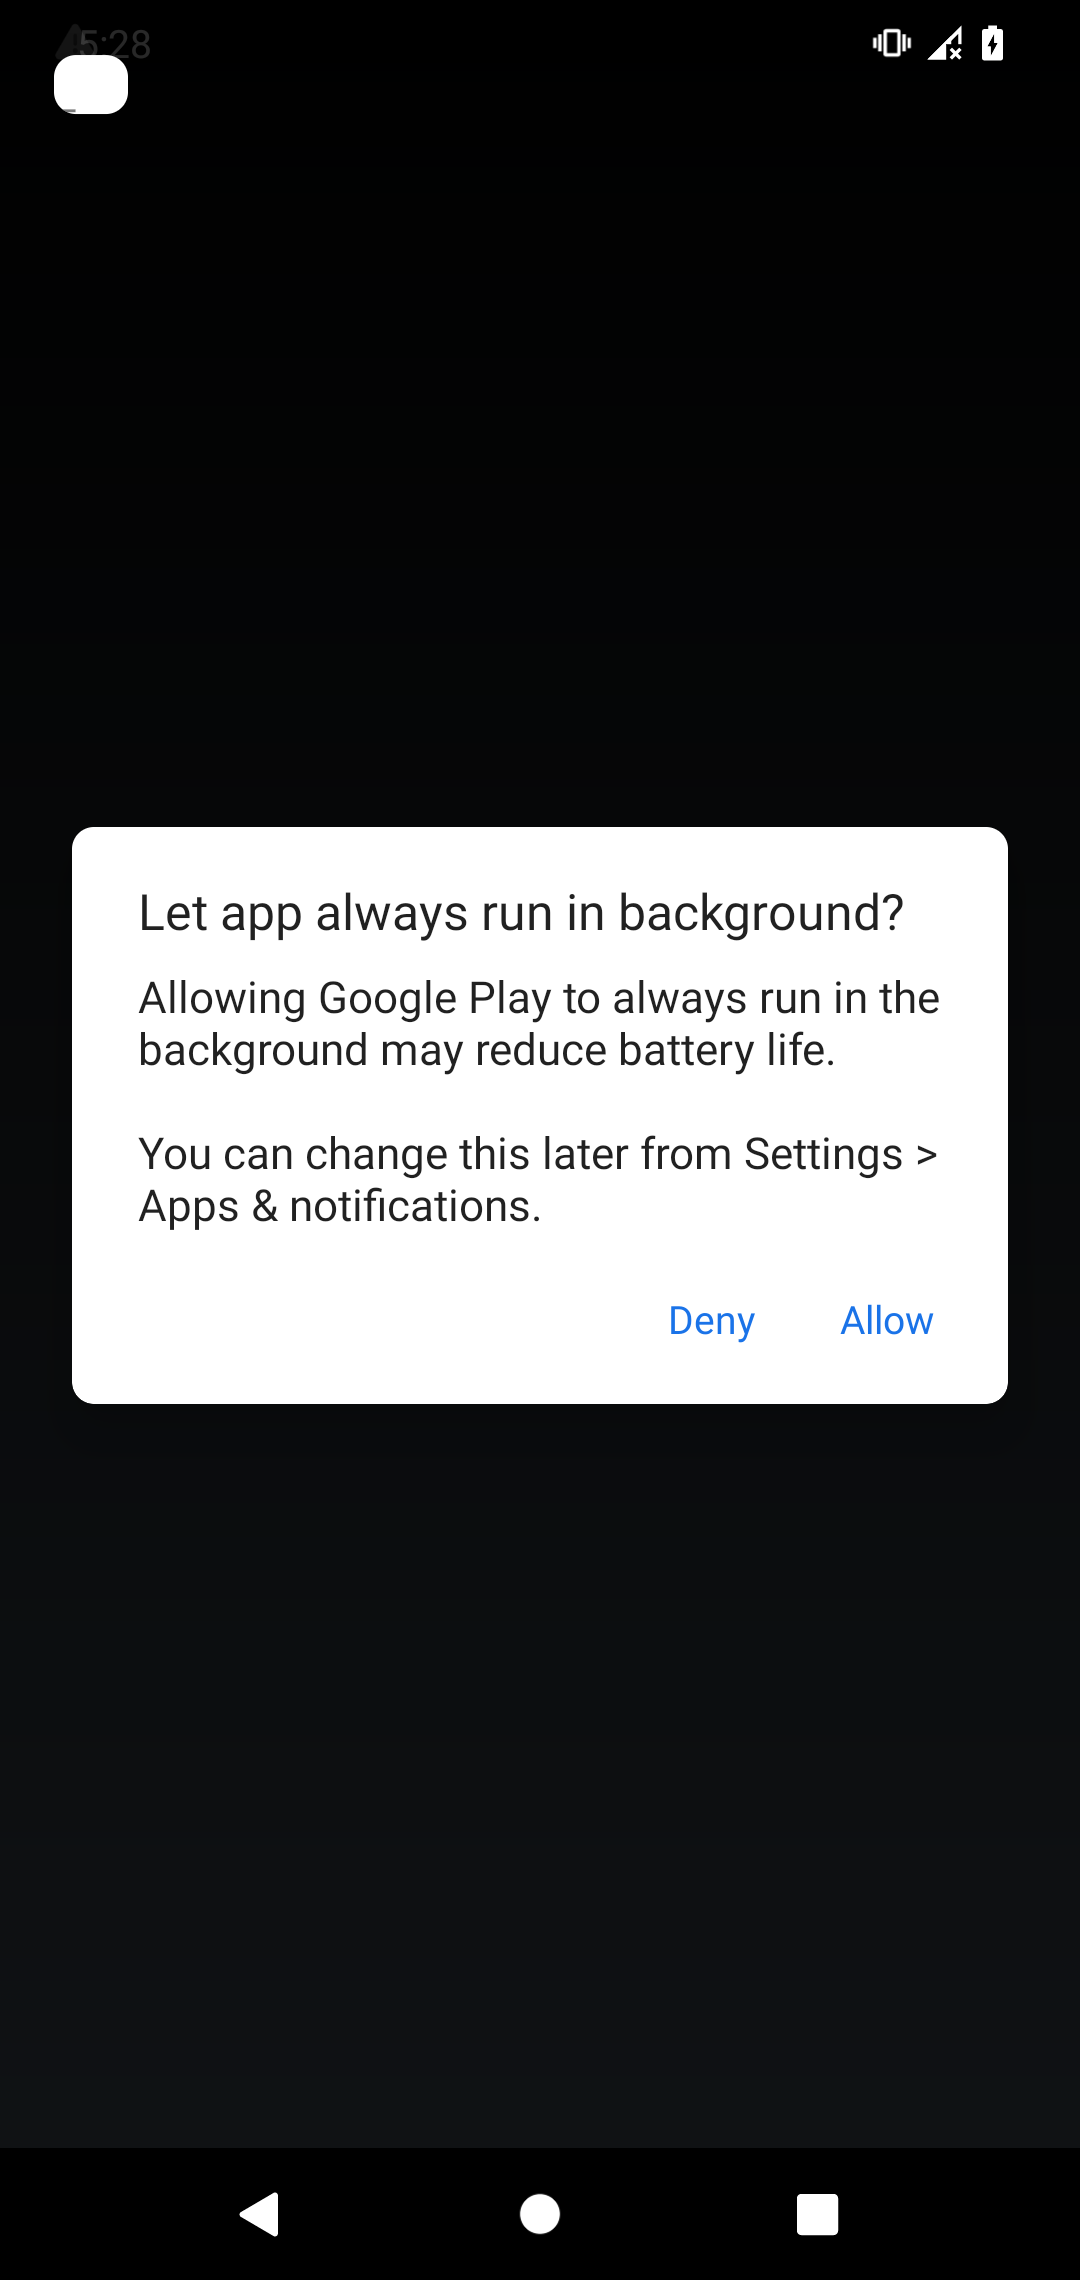 5:28
Let app always run in background?
Allowing Google Play to always run in the
background may reduce battery life.
You can change this later from Settings >
Apps & notifications.
Deny
Allow